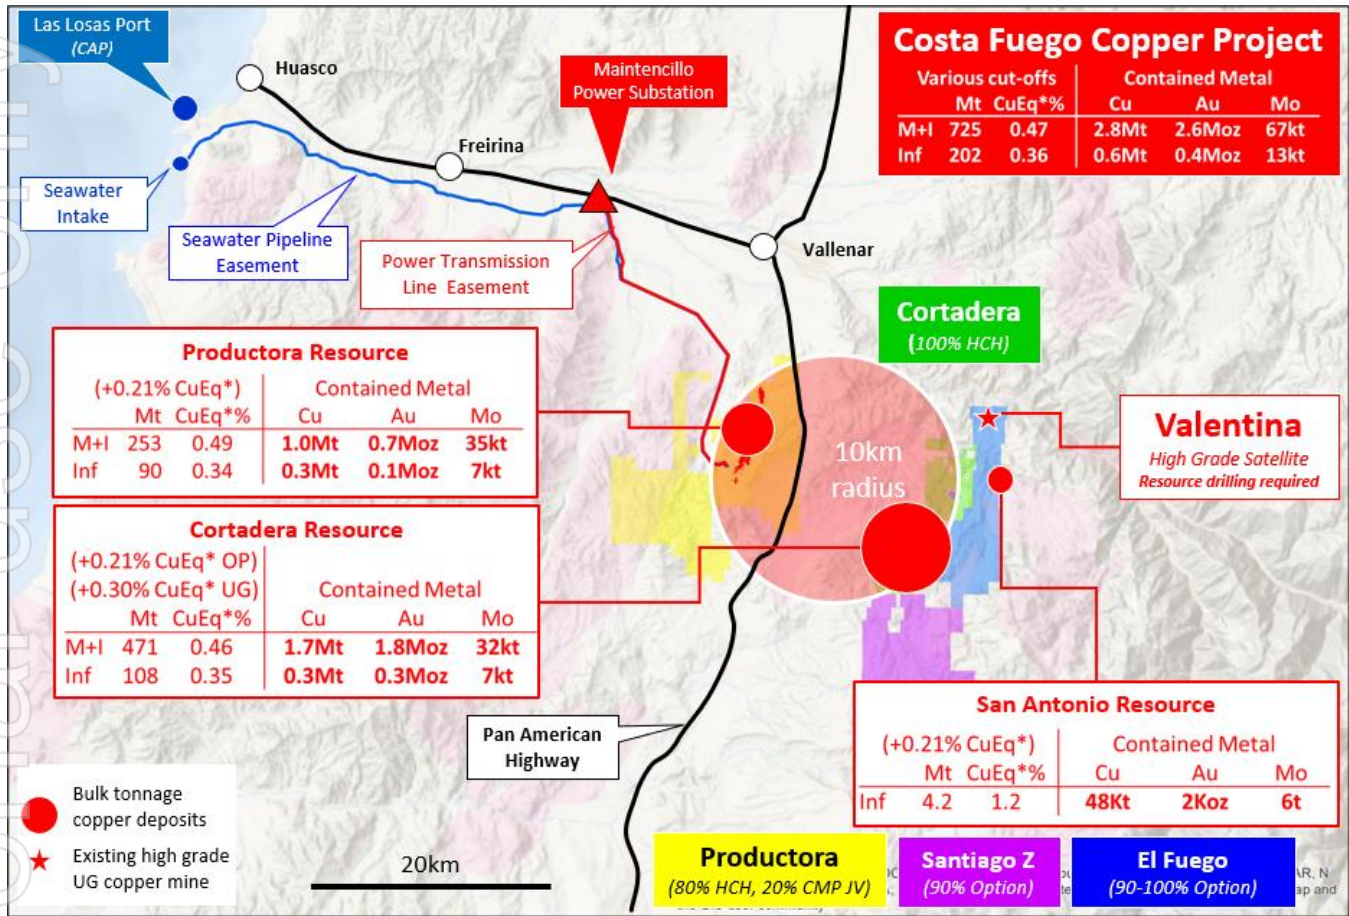 Las Losas Port
(CAP)
Huasco
Maintencillo
Power Substation
Costa Fuego Copper Project
Various cut-offs Contained Metal
Mt CuEq*% Cu Au Mo
M+I 725 0.47 2.8Mt 2.6Moz 67kt
Inf 202 0.36 0.6Mt 0.4Moz 13kt
Freirina
Seawater
Intake
Seawater Pipeline
Easement
Power Transmission
Line Easement
Vallenar
Cortadera
(100% HCH)
Productora Resource
(+0.21% CuEq*) Contained Metal
Mt CuEq*% Cu Au Mo
M+I 253 0.49 1.0Mt 0.7Moz 35kt
Inf 90 0.34 0.3Mt 0.1Moz 7kt
10km
radius
Valentina
High Grade Satellite
Resource drilling required
Cortadera Resource
(+0.21% CuEq* OP)
(+0.30% CuEq* UG) Contained Metal
Mt CuEq*% Cu Au Mo
M+I 471 0.46 1.7Mt 1.8Moz 32kt
Inf 108 0.35 0.3Mt 0.3Moz 7kt
Pan American
Highway
San Antonio Resource
(+0.21% CuEq*) Contained Metal
Mt CuEq*% Cu Au Mo
Inf 4.2 1.2 48Kt 2Koz 6t
Bulk tonnage
copper deposits
Existing high grade
UG copper mine
20km
Productora
(80% HCH, 20% CMP JV)
Santiago Z
(90% Option)
El Fuego
(90-100% Option)
AR, N
ap and